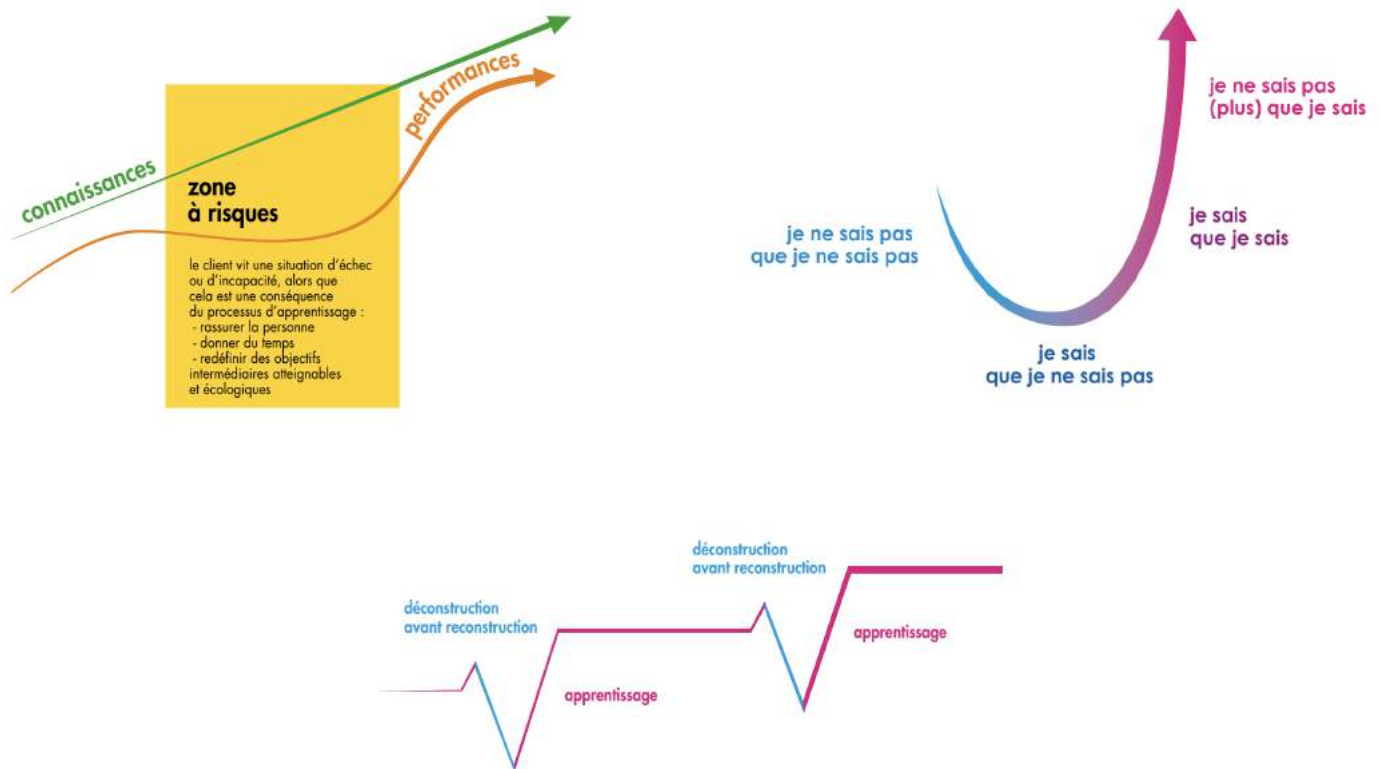 connaissances
performances
zone
à risques
le client vit une situation d'échec
ou d'incapacité, alors que
cela est une conséquence
du processus d'apprentissage :
- rassurer la personne
- donner du temps
- redéfinir des objectifs
intermédiaires atteignables
et écologiques
je ne sais pas
que je ne sais pas
je sais
que je ne sais pas
je sais
que je sais
je ne sais pas
(plus) que je sais
déconstruction
avant reconstruction
apprentissage
déconstruction
avant reconstruction
apprentissage